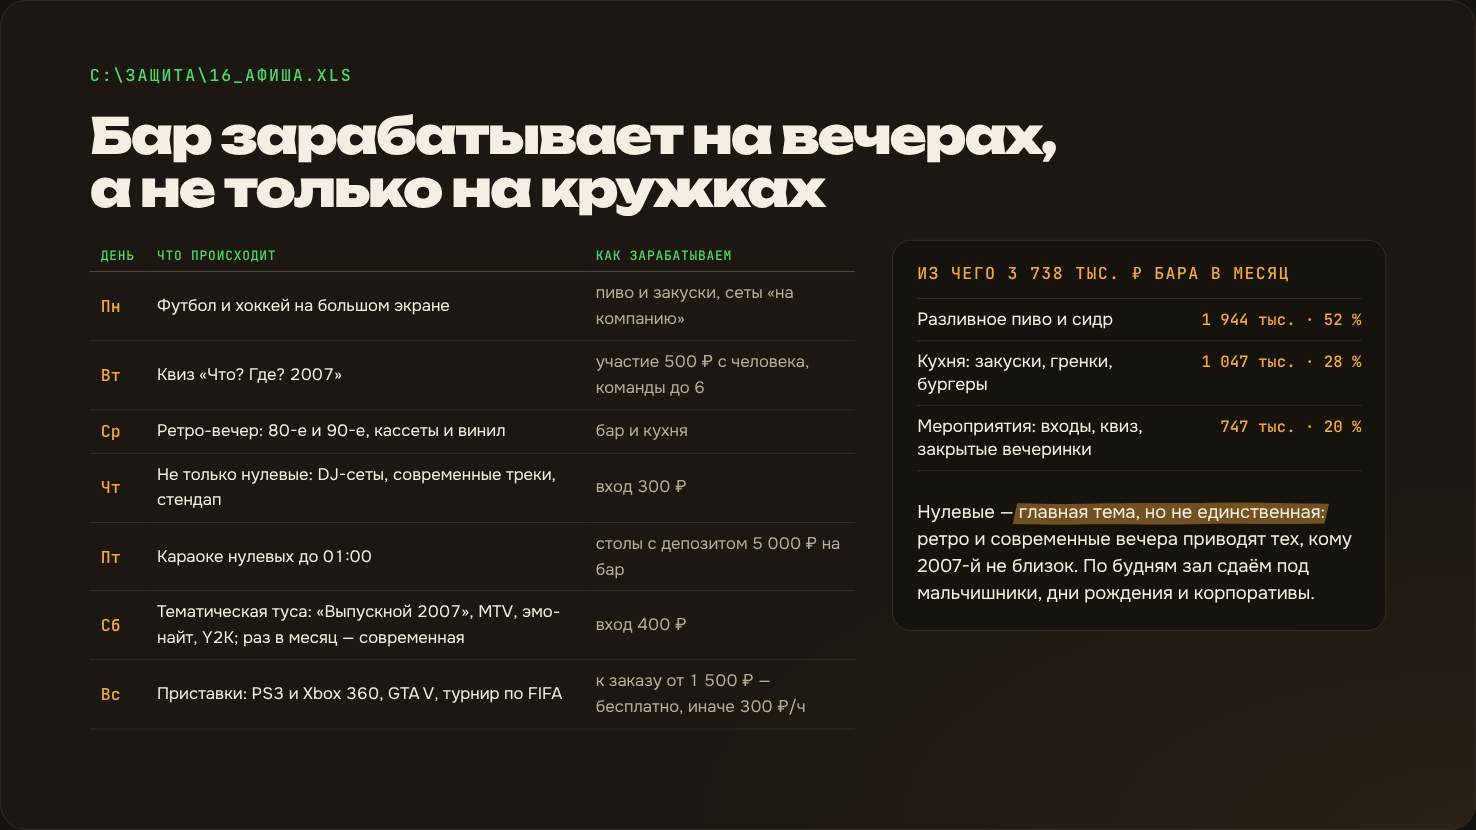 C:\ЗАЩИТА\16_АФИША.XLS
Бар зарабатывает на вечерах,
а не только на кружках
ДЕНЬ ЧТО ПРОИСХОДИТ КАК ЗАРАБАТЫВАЕМ
Пн Футбол и хоккей на большом экране пиво и закуски, сеты «на
компанию»
Вт Квиз «Что? Где? 2007» участие 500 ₽ с человека,
команды до 6
Ср Ретро-вечер: 80-е и 90-е, кассеты и винил бар и кухня
Чт Не только нулевые: DJ-сеты, современные треки,
стендап вход 300 ₽
Пт Караоке нулевых до 01:00 столы с депозитом 5 000 ₽ на
бар
Сб Тематическая туса: «Выпускной 2007», MTV, эмо-
найт, Y2K; раз в месяц — современная вход 400 ₽
Вс Приставки: PS3 и Xbox 360, GTA V, турнир по FIFA к заказу от 1 500 ₽ —
бесплатно, иначе 300 ₽/ч
ИЗ ЧЕГО 3 738 ТЫС. ₽ БАРА В МЕСЯЦ
Разливное пиво и сидр 1 944 тыс. · 52 %
Кухня: закуски, гренки, 1 047 тыс. · 28 %
бургеры
Мероприятия: входы, квиз, 747 тыс. · 20 %
закрытые вечеринки
Нулевые — главная тема, но не единственная:
ретро и современные вечера приводят тех, кому
2007-й не близок. По будням зал сдаём под
мальчишники, дни рождения и корпоративы.